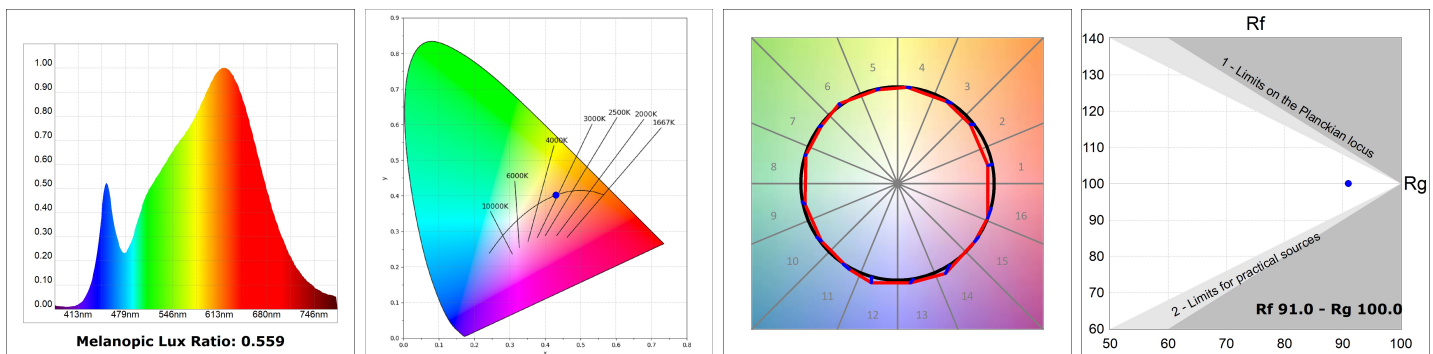 1.00
0.90
0.80
0.70
0.60
0.50
0.40
0.30
0.20
0.10
0.00
413nm 479nm 546nm 613nm 680nm 746nm
Melanopic Lux Ratio: 0.559
0.9
0.8
0.7
0.6
0.5
0.4
0.3
0.2
0.1
0.0
y
0.0 0.1 0.2 0.3 0.4 0.5 0.6 0.7 0.8
x
1667K
2000K
2500K
3000K
4000K
6000K
10000K
5 4
6 3
7 2
8 1
9 16
10 15
11 14
12 13
Rf
140
130
120
110
100
90
80
70
60
Rg
1 - Limits on the Planckian locus
2 - Limits for practical sources
Rf 91.0 - Rg 100.0
50 60 70 80 90 100